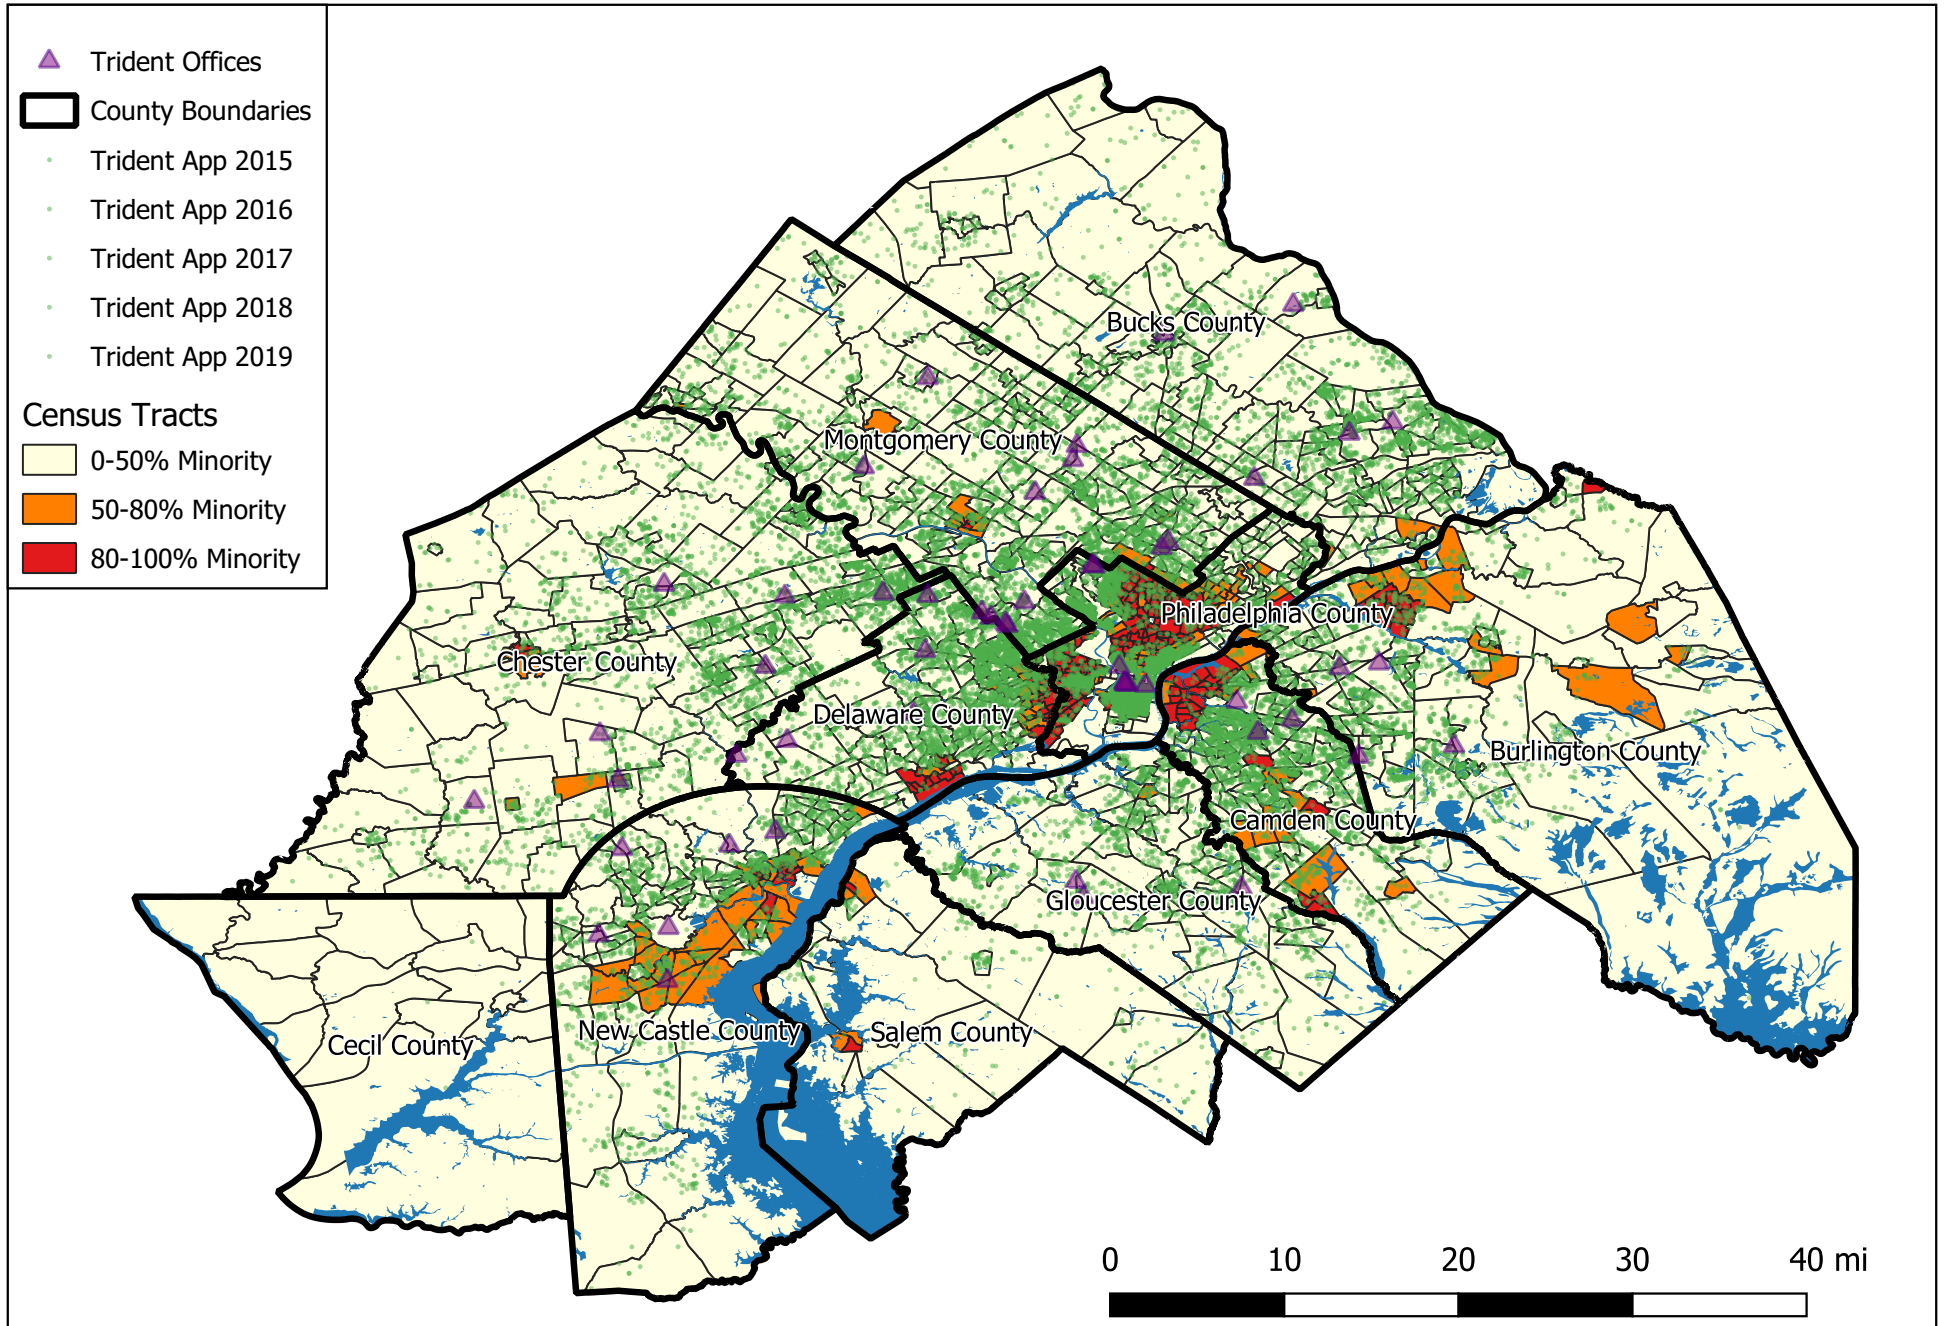 Trident Offices
County Boundaries
Trident App 2015
Trident App 2016
Trident App 2017
Trident App 2018
Trident App 2019
Census Tracts
0-50% Minority
50-80% Minority
80-100% Minority
Bucks County
Montgomery County
Philadelphia County
Chester County
Delaware County
Burlington County
Camden County
Gloucester County
New Castle County
Salem County
Cecil County
0 10 20 30 40 mi